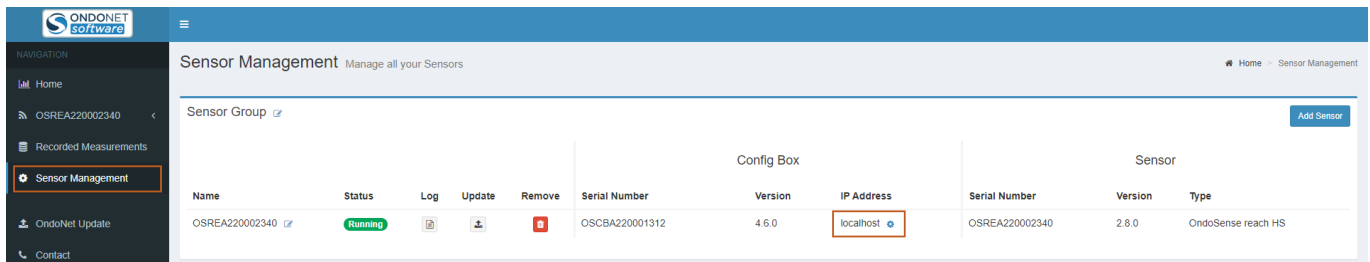 ONDONET
software
NAVIGATION
Home
OSREA220002340
Recorded Measurements
Sensor Management
OndoNet Update
Contact
Sensor Management Manage all your Sensors
Home > Sensor Management
Sensor Group
Add Sensor
Config Box Sensor
Name Status Log Update Remove Serial Number Version IP Address Serial Number Version Type
OSREA220002340 Running OSCBA220001312 4.6.0 localhost OSREA220002340 2.8.0 OndoSense reach HS